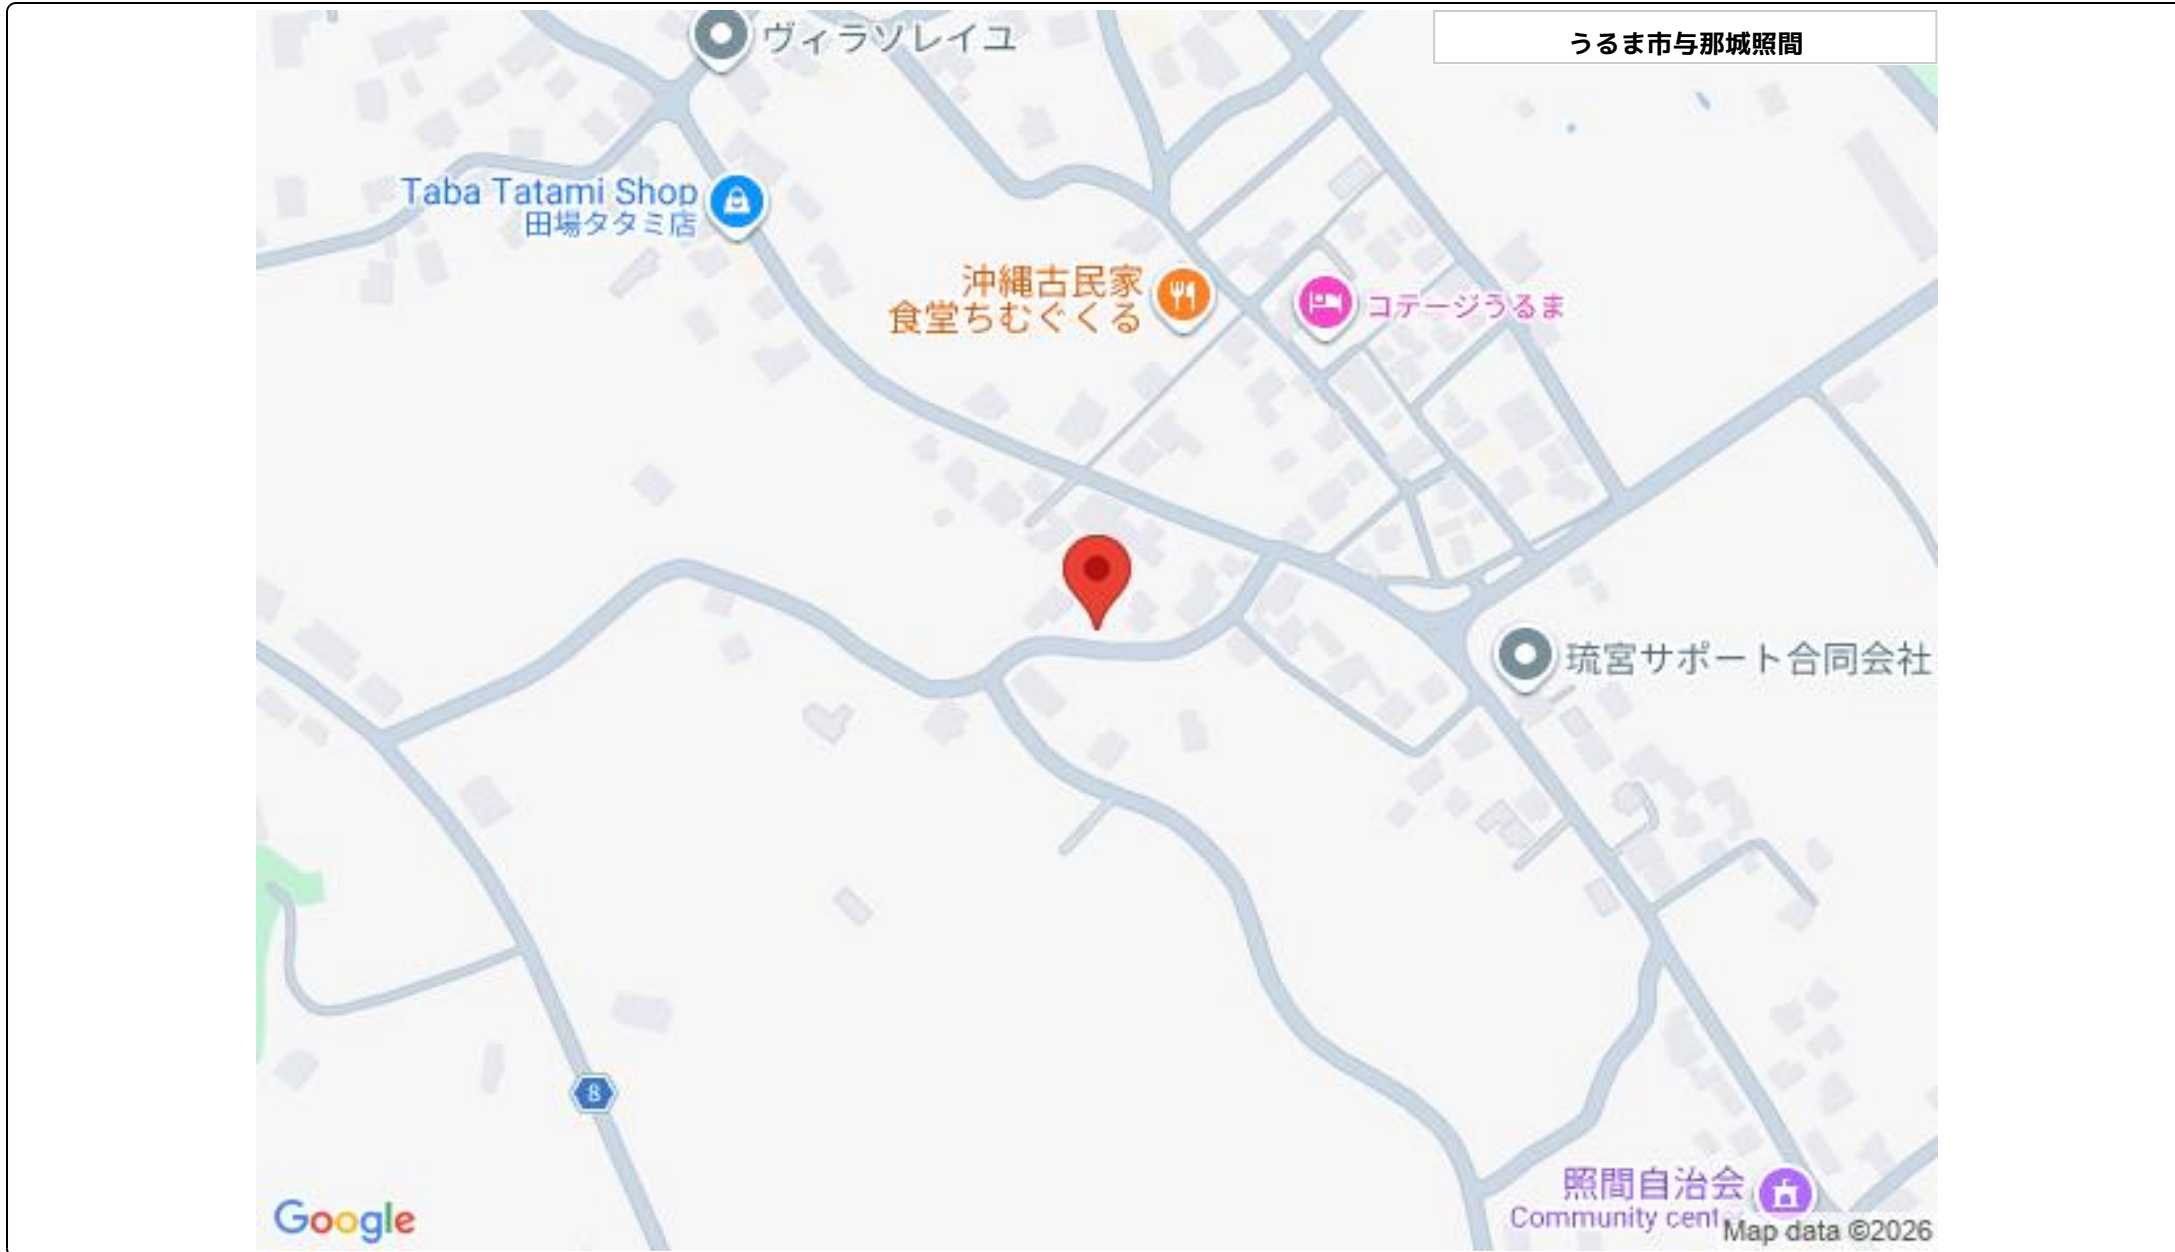 ヴィラソレイユ
うるま市与那城照間
Taba Tatami Shop
田場タタミ店
沖縄古民家
食堂ちむぐくる
コテージうるま
琉宮サポート合同会社
8
照間自治会
Community cent
Google
Map data ©2026